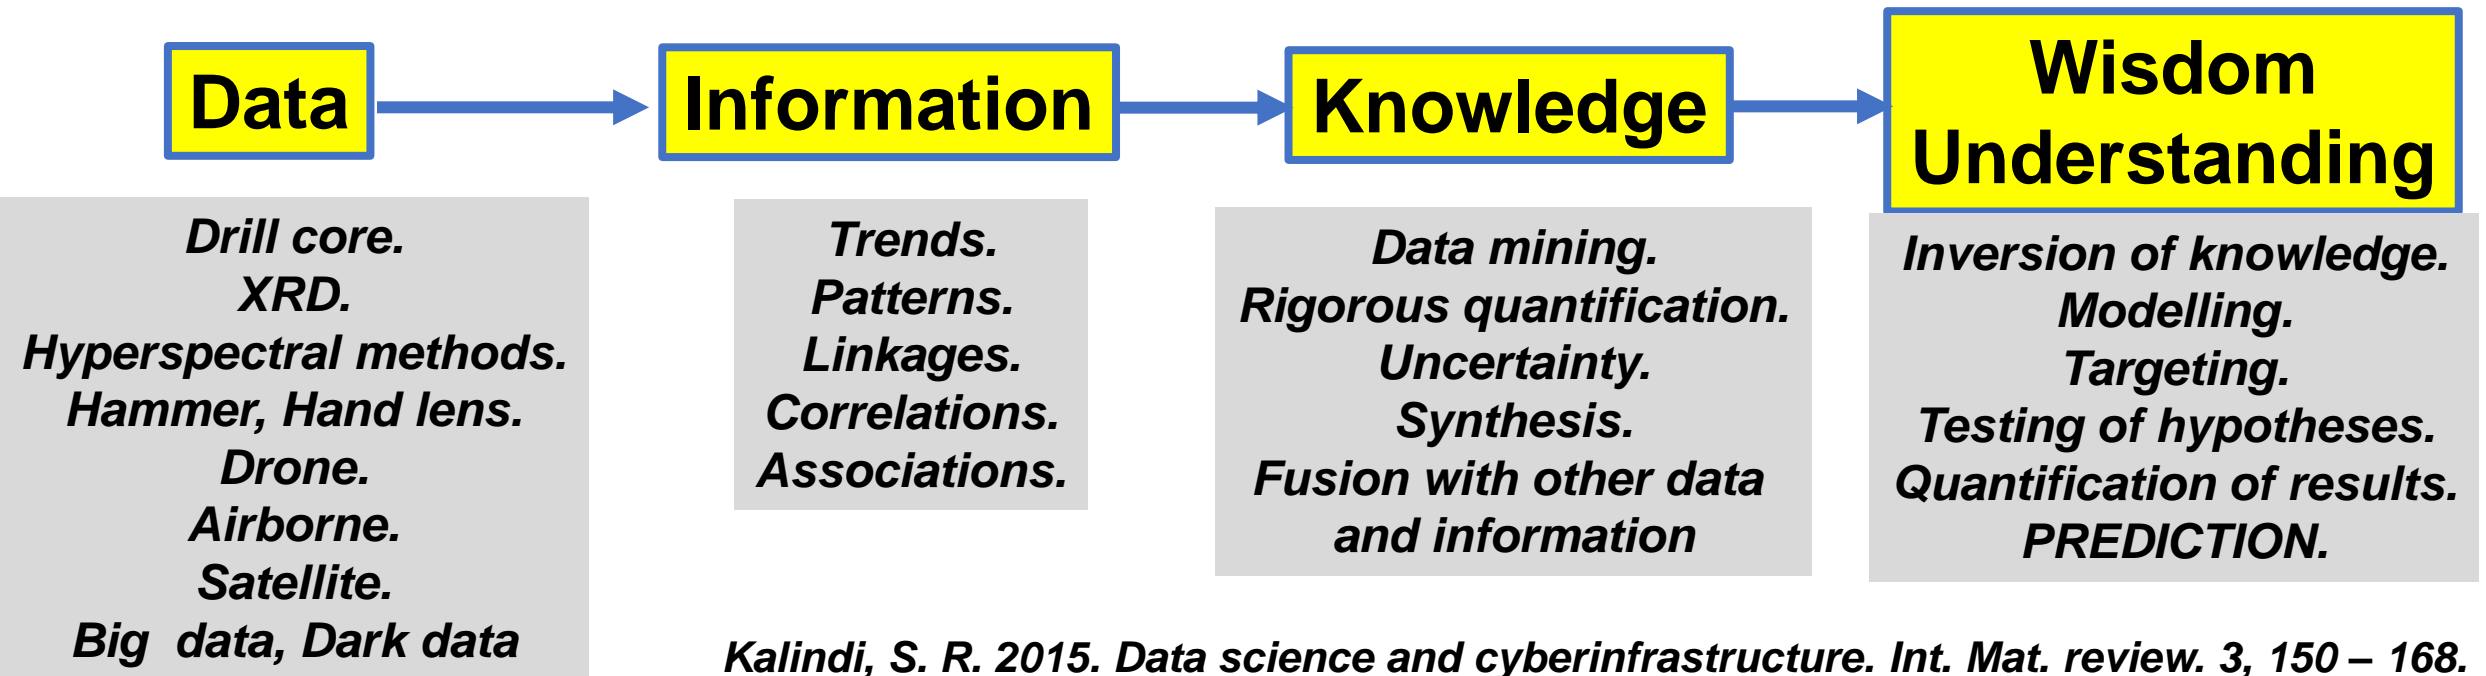 Data
Information
Knowledge
Wisdom
Understanding
Drill core.
XRD.
Hyperspectral methods.
Hammer, Hand lens.
Drone.
Airborne.
Satellite.
Big data, Dark data
Trends.
Patterns.
Linkages.
Correlations.
Associations.
Data mining.
Rigorous quantification.
Uncertainty.
Synthesis.
Fusion with other data
and information
Inversion of knowledge.
Modelling.
Targeting.
Testing of hypotheses.
Quantification of results.
PREDICTION.
Kalindi, S. R. 2015. Data science and cyberinfrastructure. Int. Mat. review. 3, 150 – 168.